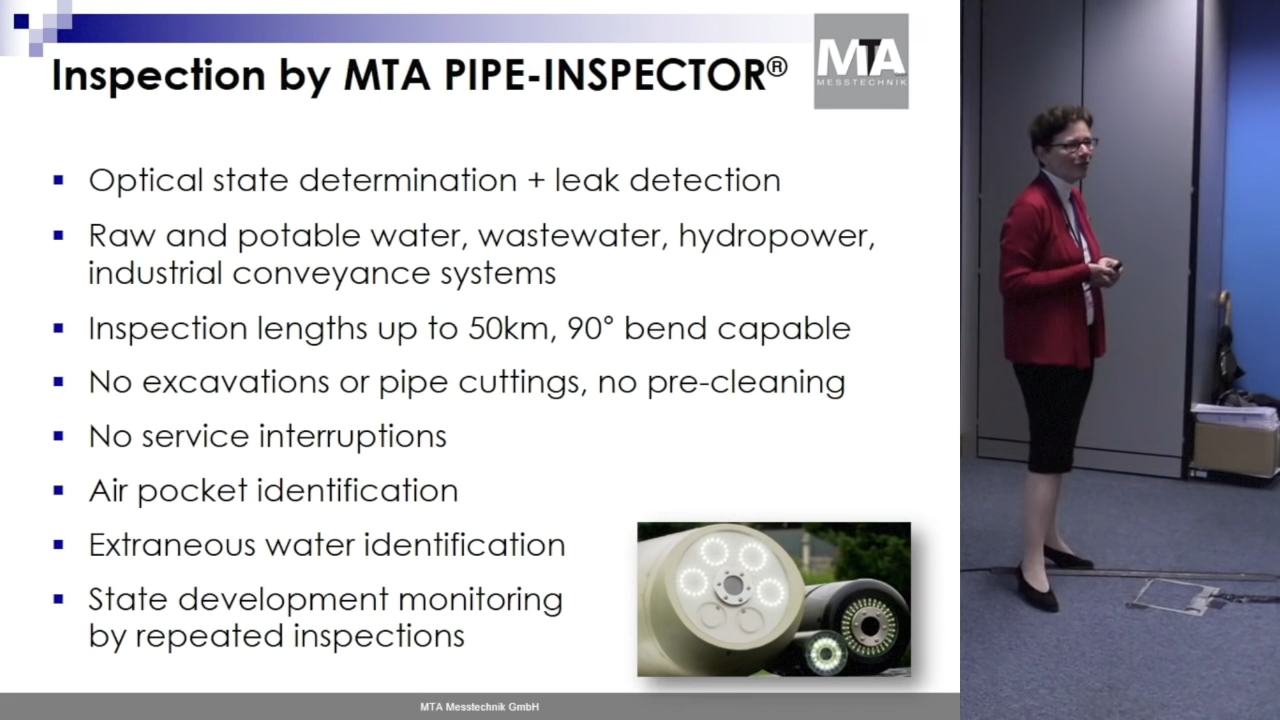 Inspection by MTA PIPE-INSPECTOR®
MTA
MESSTECHNIK
▪ Optical state determination + leak detection
▪ Raw and potable water, wastewater, hydropower,
industrial conveyance systems
▪ Inspection lengths up to 50km, 90° bend capable
▪ No excavations or pipe cuttings, no pre-cleaning
▪ No service interruptions
▪ Air pocket identification
▪ Extraneous water identification
▪ State development monitoring
by repeated inspections
MTA Messtechnik GmbH